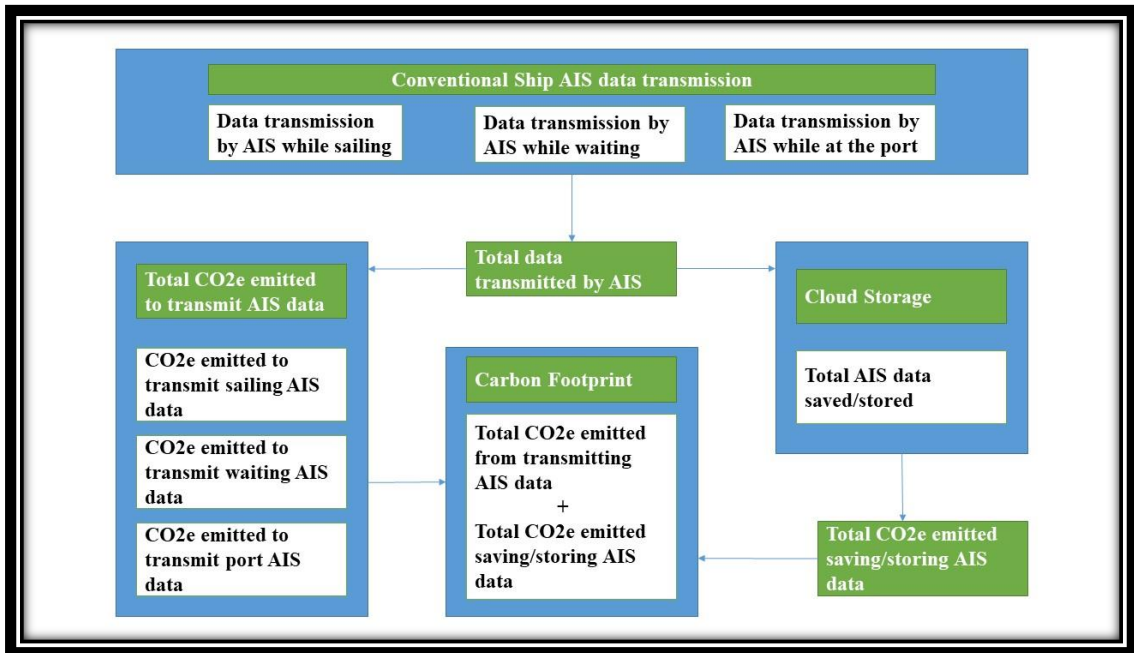 Conventional Ship AIS data transmission
Data transmission
by AIS while sailing
Data transmission by
AIS while waiting
Data transmission by
AIS while at the port
Total data
transmitted by AIS
Total CO2e emitted
to transmit AIS data
CO2e emitted to
transmit sailing AIS
data
CO2e emitted to
transmit waiting AIS
data
CO2e emitted to
transmit port AIS
data
Carbon Footprint
Total CO2e emitted
from transmitting
AIS data
+
Total CO2e emitted
saving/storing AIS
data
Cloud Storage
Total AIS data
saved/stored
Total CO2e emitted
saving/storing AIS
data